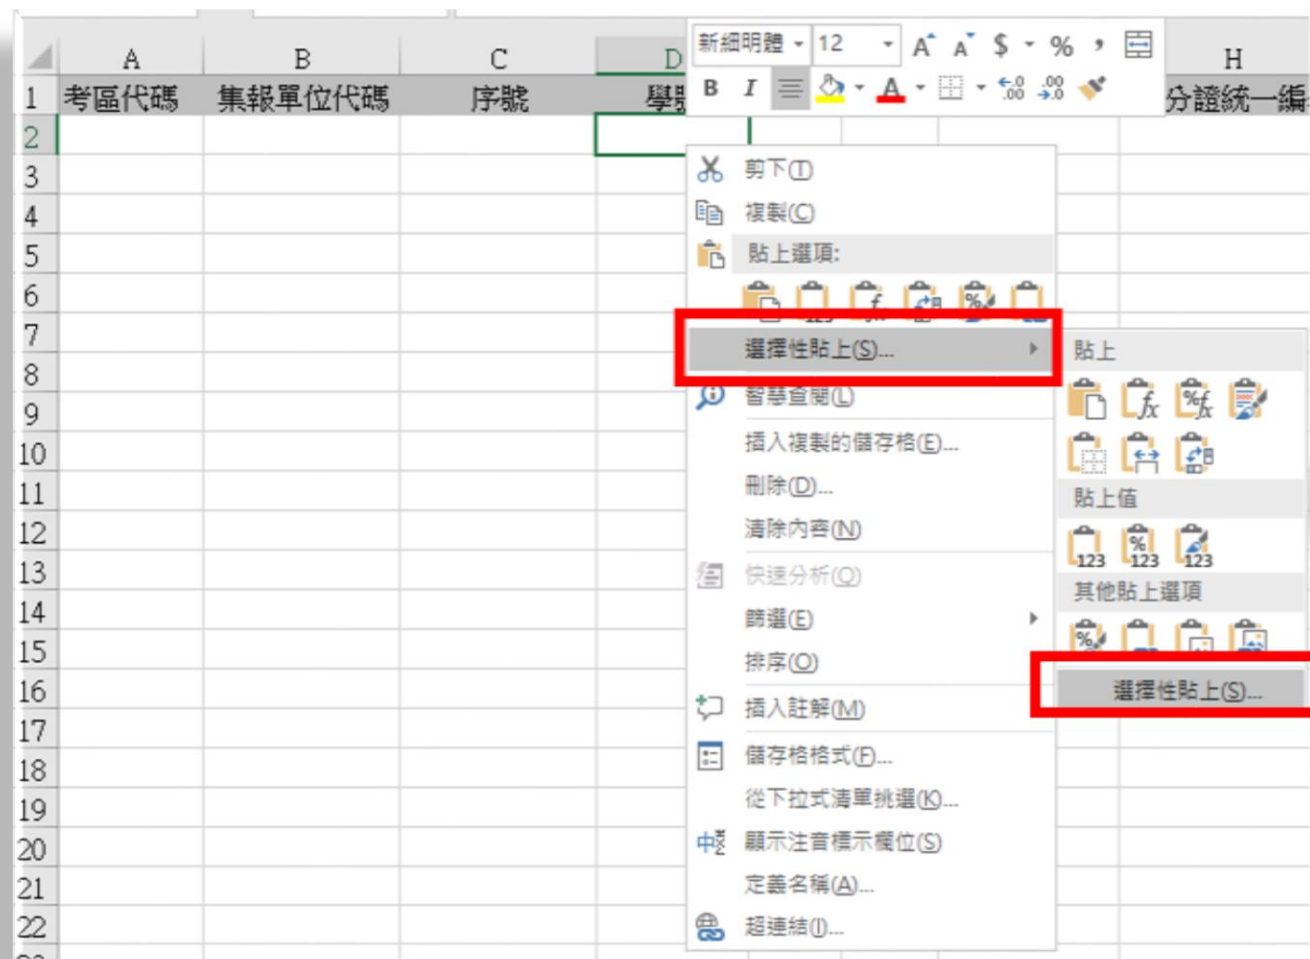 新細明體 12 A A $ % ,
B I A .00 .00
A B C D H
1 考區代碼 集報單位代碼 序號 學 分證統一編
2
3
4
5
6
7
8
9
10
11
12
13
14
15
16
17
18
19
20
21
22
剪下(T)
複製(C)
貼上選項:
選擇性貼上(S)...
智慧查閱(L)
插入複製的儲存格(E)...
刪除(D)...
清除內容(N)
快速分析(Q)
篩選(E)
排序(O)
插入註解(M)
儲存格格式(F)...
從下拉式清單挑選(K)...
顯示注音標示欄位(S)
定義名稱(A)...
超連結(I)...
貼上
貼上值
123 123 123
其他貼上選項
選擇性貼上(S)...